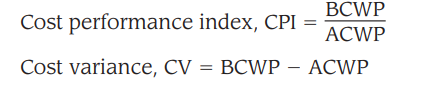 Cost performance index, CPI = BCWP / ACWP
Cost variance, CV = BCWP − ACWP